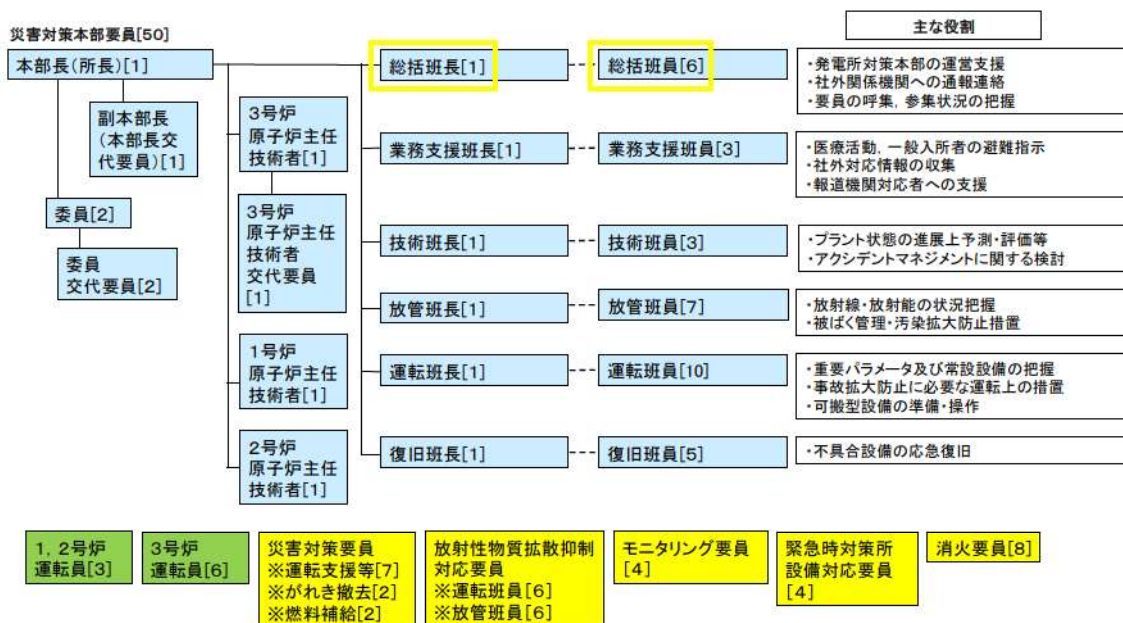 災害対策本部要員[50]
主な役割
本部長(所長)[1]
副本部長
(本部長交
代要員)[1]
委員[2]
委員
交代要員[2]
3号炉
原子炉主任
技術者[1]
3号炉
原子炉主任
技術者
交代要員
[1]
1号炉
原子炉主任
技術者[1]
2号炉
原子炉主任
技術者[1]
総括班長[1]
総括班員[6]
・発電所対策本部の運営支援
・社外関係機関への通報連絡
・要員の呼集, 参集状況の把握
業務支援班長[1]
業務支援班員[3]
・医療活動, 一般入所者の避難指示
・社外対応情報の収集
・報道機関対応者への支援
技術班長[1]
技術班員[3]
・プラント状態の進展上予測・評価等
・アクシデントマネジメントに関する検討
放管班長[1]
放管班員[7]
・放射線・放射能の状況把握
・被ばく管理・汚染拡大防止措置
運転班長[1]
運転班員[10]
・重要パラメータ及び常設設備の把握
・事故拡大防止に必要な運転上の措置
・可搬型設備の準備・操作
復旧班長[1]
復旧班員[5]
・不具合設備の応急復旧
1, 2号炉
運転員[3]
3号炉
運転員[6]
災害対策要員
※運転支援等[7]
※がれき撤去[2]
※燃料補給[2]
放射性物質拡散抑制
対応要員
※運転班員[6]
※放管班員[6]
モニタリング要員
[4]
緊急時対策所
設備対応要員
[4]
消火要員[8]